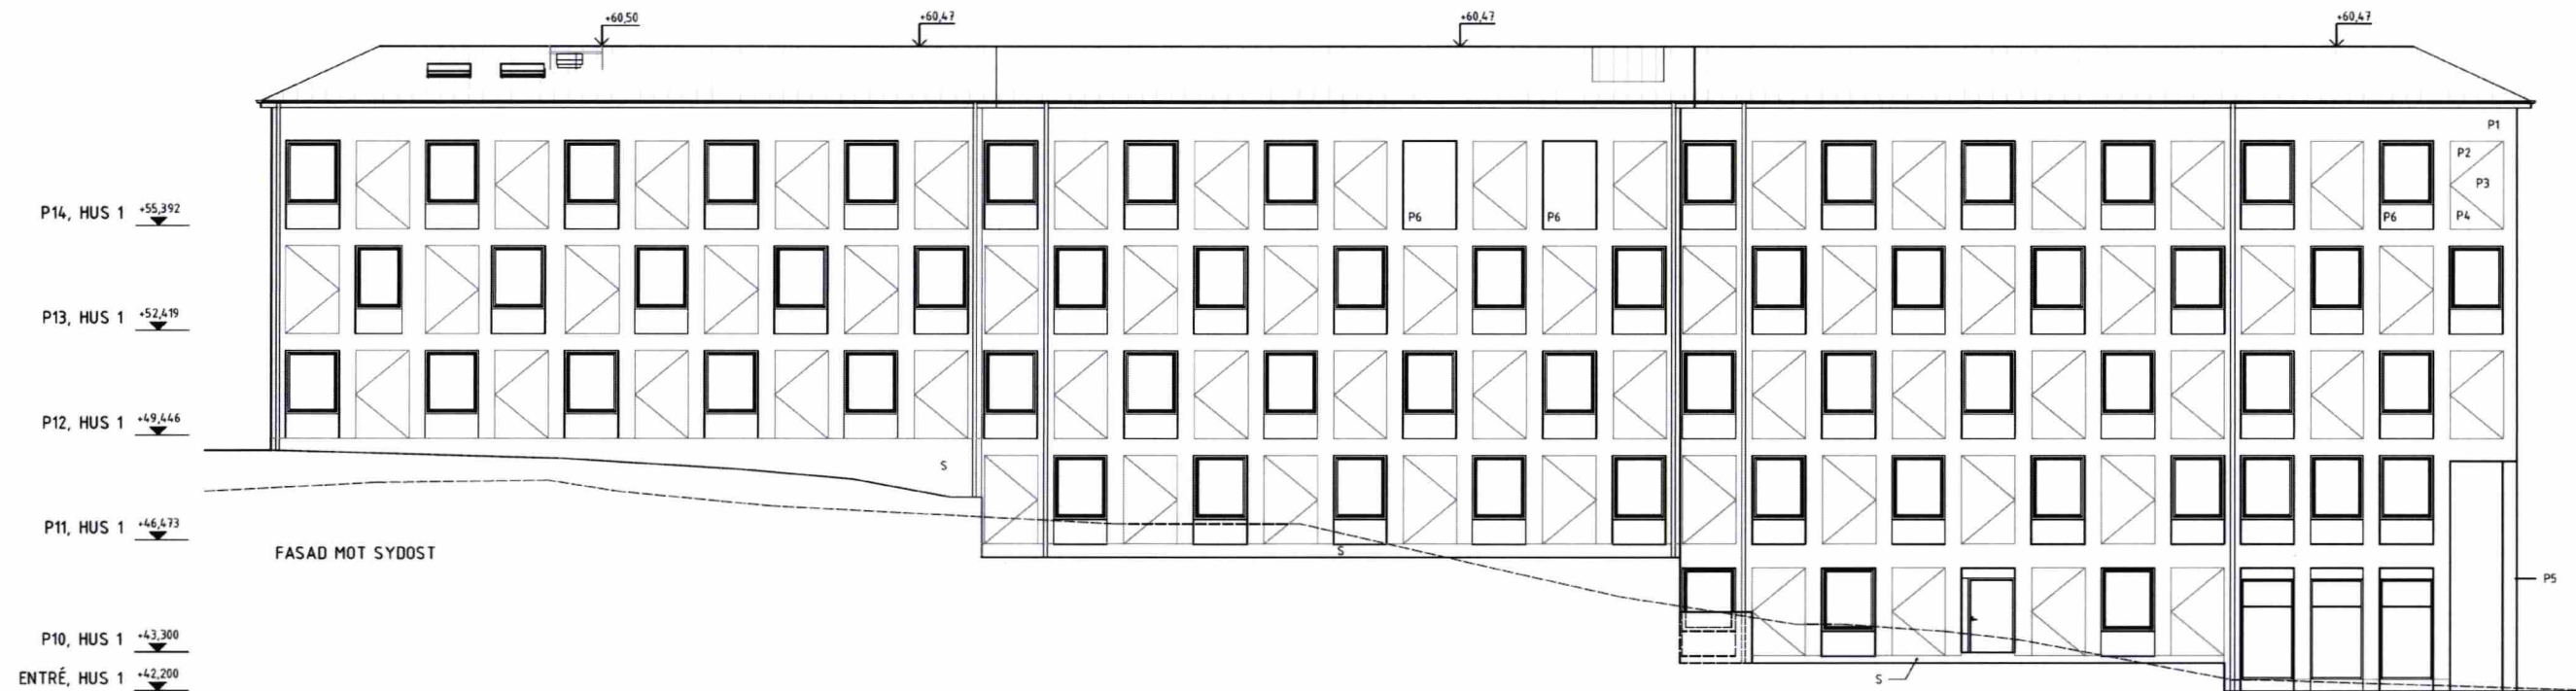 +60,50
+60,47
+60,47
+60,47
P1
P2
P3
P14, HUS 1 +55,392
P6
P6
P6
P4
P13, HUS 1 +52,419
P12, HUS 1 +49,446
S
P11, HUS 1 +46,473
FASAD MOT SYDOST
S
P5
P10, HUS 1 +43,300
ENTRÉ, HUS 1 +42,200
S